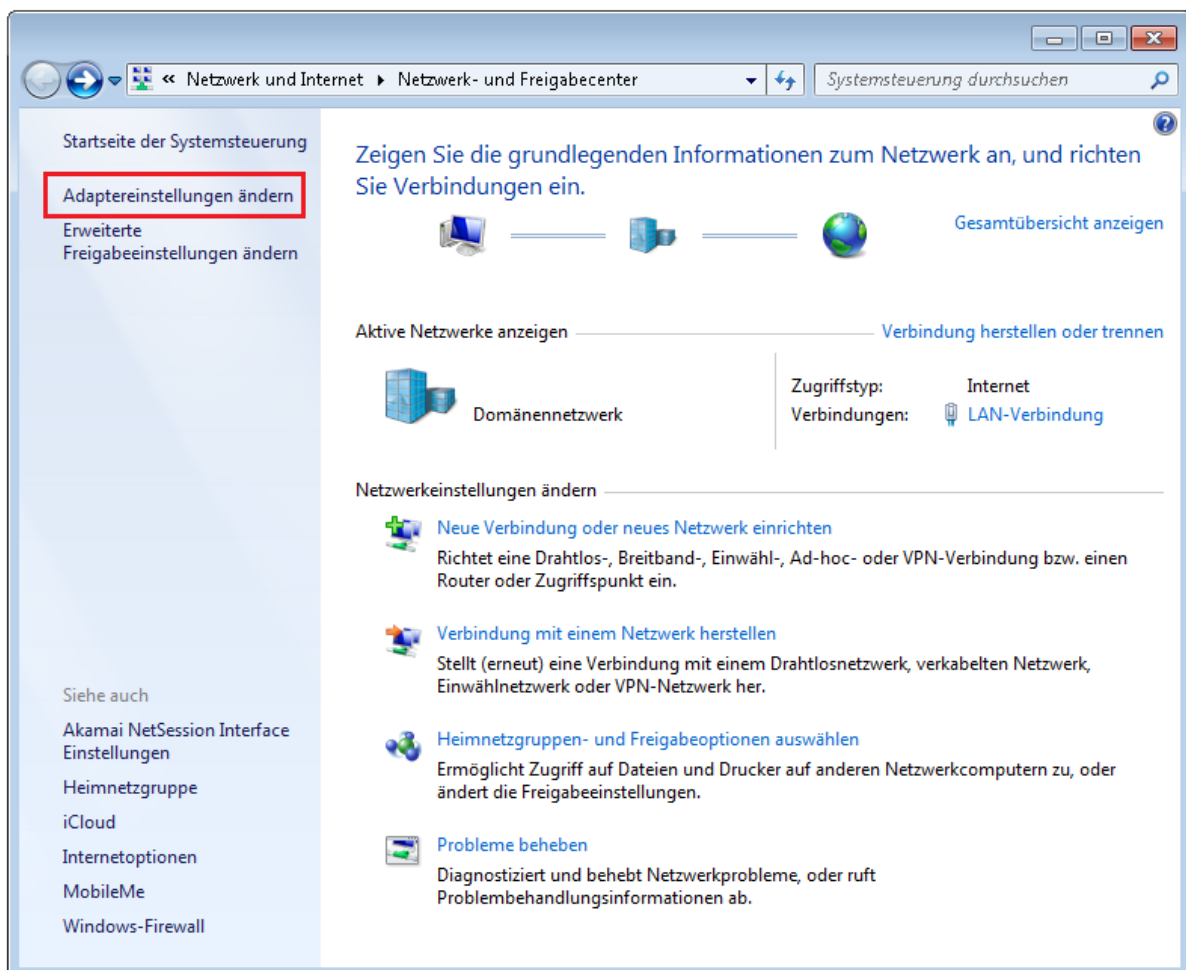 « Netzwerk und Internet ▸ Netzwerk- und Freigabecenter
Systemsteuerung durchsuchen
Startseite der Systemsteuerung
Adaptereinstellungen ändern
Erweiterte
Freigabeeinstellungen ändern
Zeigen Sie die grundlegenden Informationen zum Netzwerk an, und richten
Sie Verbindungen ein.
Gesamtübersicht anzeigen
Aktive Netzwerke anzeigen
Verbindung herstellen oder trennen
Domänennetzwerk
Zugriffstyp: Internet
Verbindungen: LAN-Verbindung
Netzwerkeinstellungen ändern
Neue Verbindung oder neues Netzwerk einrichten
Richtet eine Drahtlos-, Breitband-, Einwähl-, Ad-hoc- oder VPN-Verbindung bzw. einen
Router oder Zugriffspunkt ein.
Verbindung mit einem Netzwerk herstellen
Stellt (erneut) eine Verbindung mit einem Drahtlosnetzwerk, verkabelten Netzwerk,
Einwählnetzwerk oder VPN-Netzwerk her.
Heimnetzgruppen- und Freigabeoptionen auswählen
Ermöglicht Zugriff auf Dateien und Drucker auf anderen Netzwerkcomputern zu, oder
ändert die Freigabeeinstellungen.
Probleme beheben
Diagnostiziert und behebt Netzwerkprobleme, oder ruft
Problembehandlungsinformationen ab.
Siehe auch
Akamai NetSession Interface
Einstellungen
Heimnetzgruppe
iCloud
Internetoptionen
MobileMe
Windows-Firewall